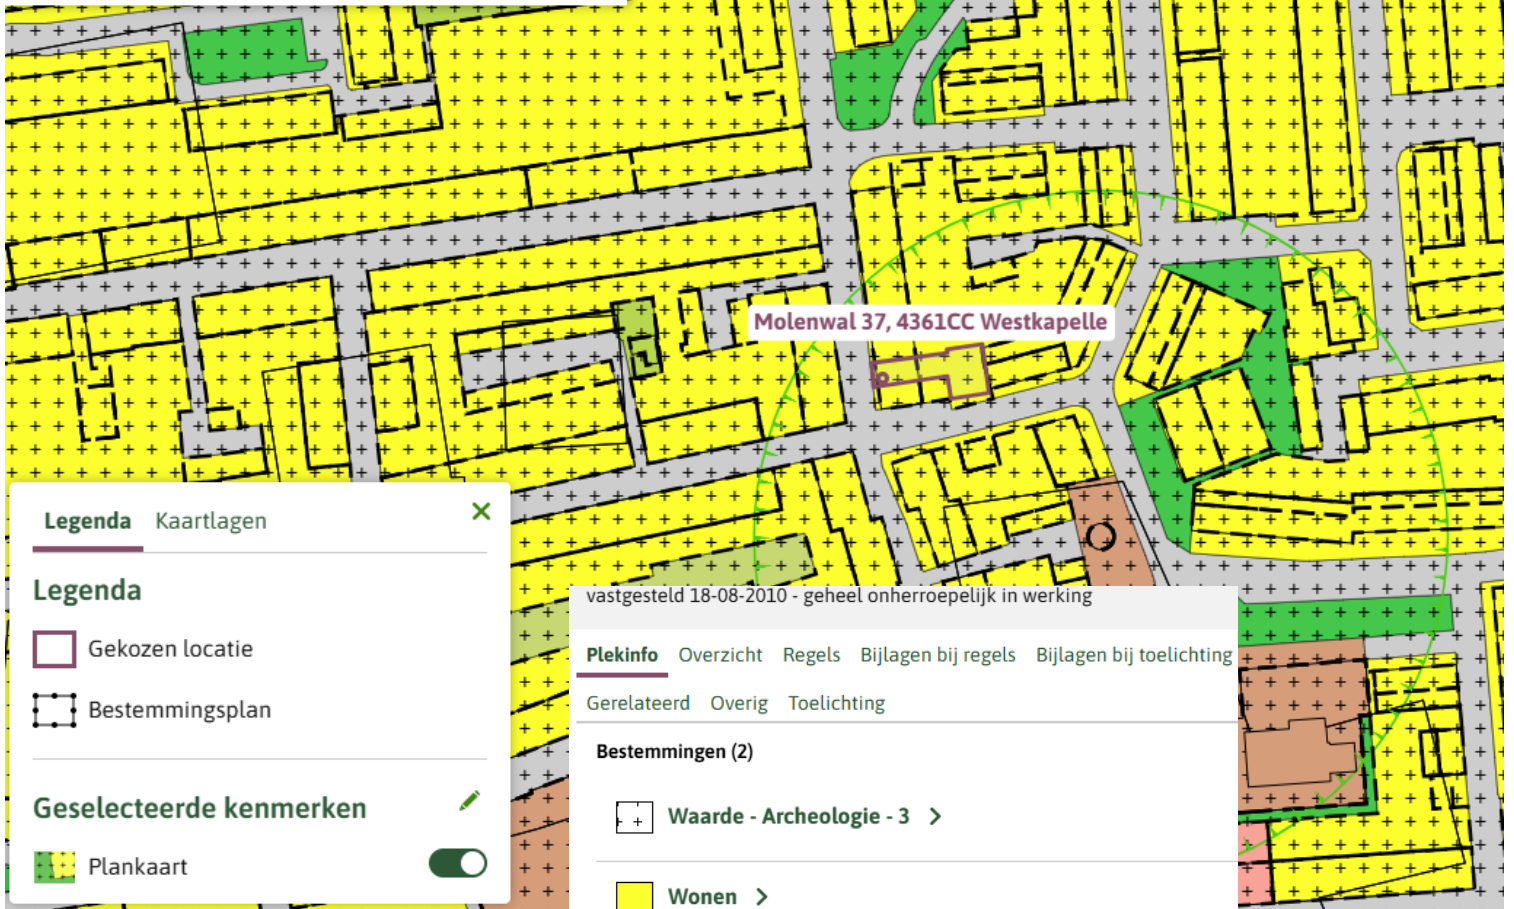 Molenwal 37, 4361CC Westkapelle
Legenda Kaartlagen
Legenda
Gekozen locatie
Bestemmingsplan
Geselecteerde kenmerken
Plankaart
vastgesteld 18-08-2010 - geheel onherroepelijk in werking
Plekinfo Overzicht Regels Bijlagen bij regels Bijlagen bij toelichting
Gerelateerd Overig Toelichting
Bestemmingen (2)
Waarde - Archeologie - 3
Wonen